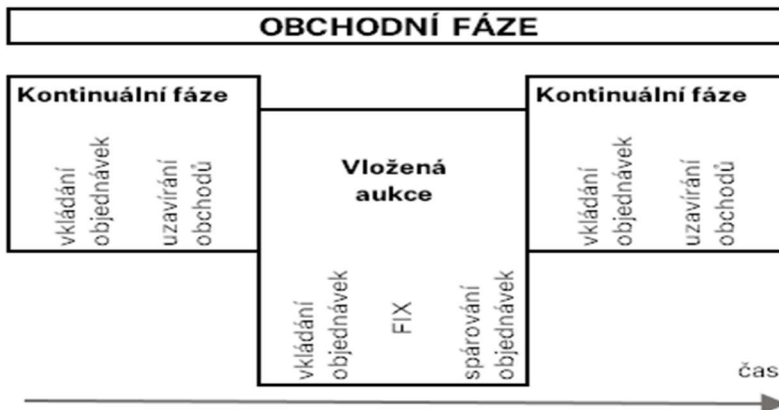 OBCHODNÍ FÁZE
Kontinuální fáze
vkládání
objednávek
uzavírání
obchodů
Vložená
aukce
vkládání
objednávek
FIX
spárování
objednávek
Kontinuální fáze
vkládání
objednávek
uzavírání
obchodů
čas